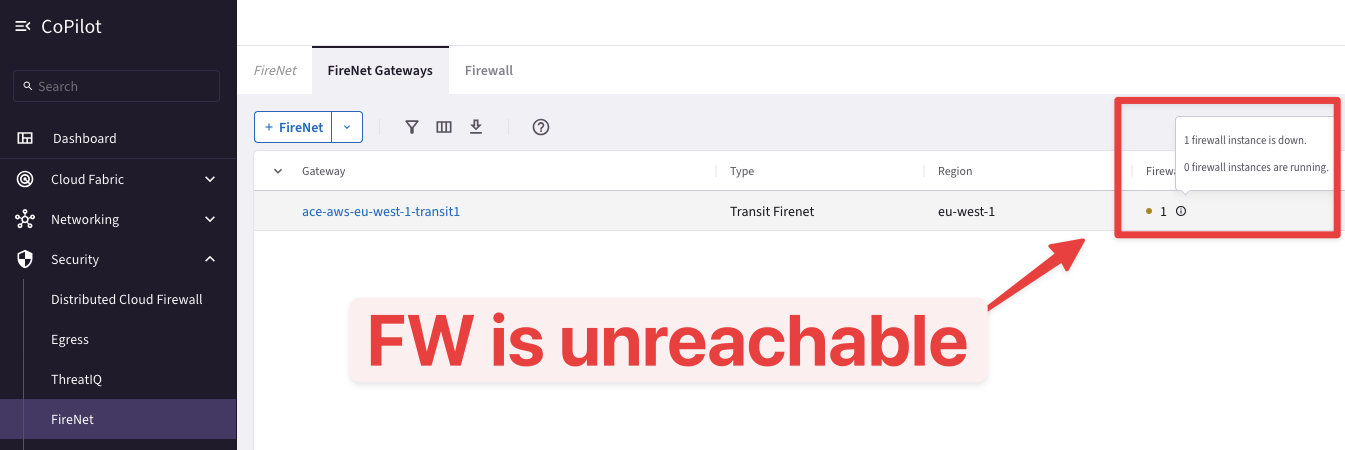 CoPilot
Search
Dashboard
Cloud Fabric
Networking
Security
Distributed Cloud Firewall
Egress
ThreatIQ
FireNet
FireNet FireNet Gateways Firewall
+ FireNet
Gateway Type Region
1 firewall instance is down.
0 firewall instances are running.
ace-aws-eu-west-1-transit1 Transit Firenet eu-west-1 1
FW is unreachable